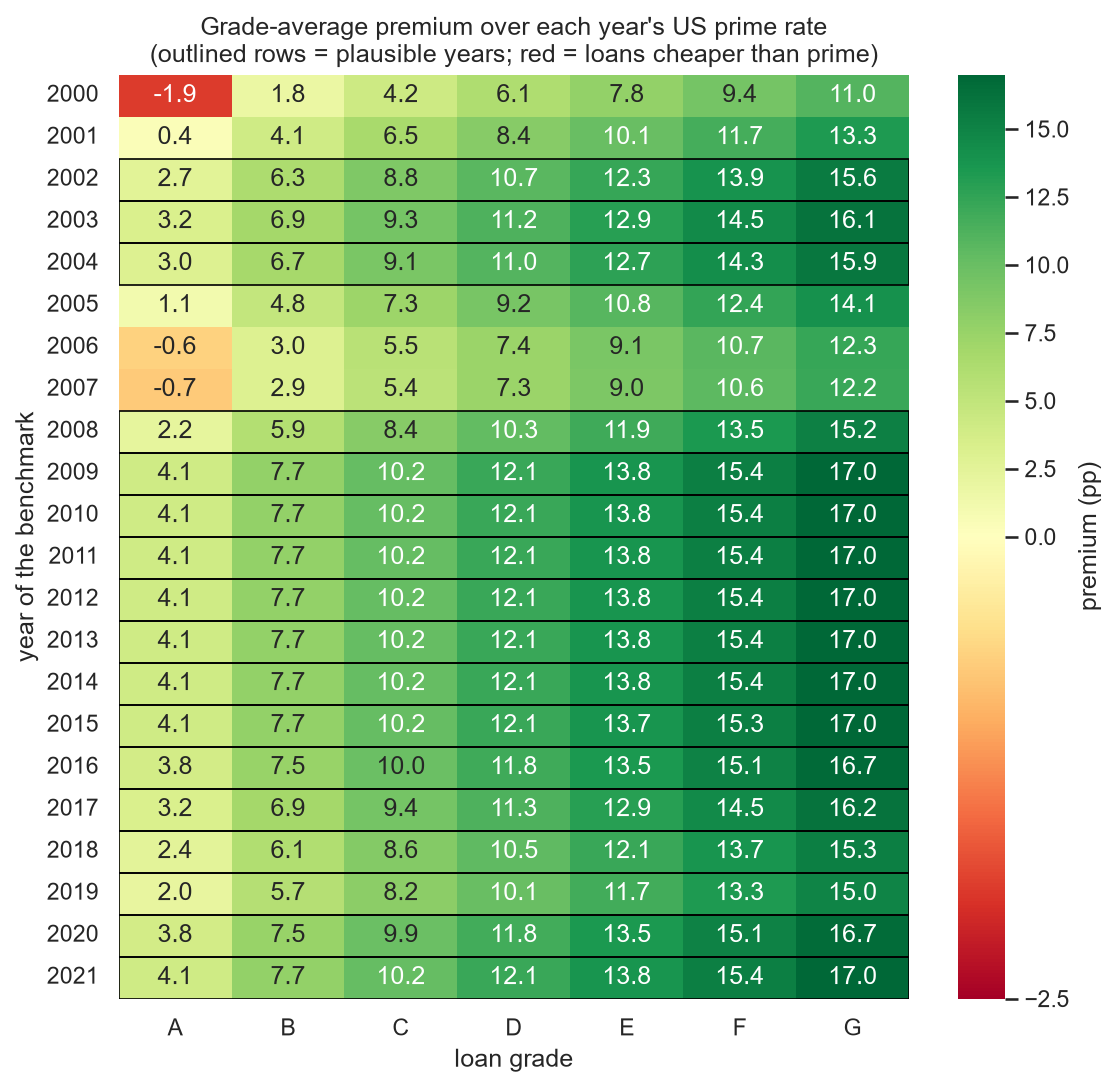 Grade-average premium over each year's US prime rate
(outlined rows = plausible years; red = loans cheaper than prime)
year of the benchmark
2000 -1.9 1.8 4.2 6.1 7.8 9.4 11.0
2001 0.4 4.1 6.5 8.4 10.1 11.7 13.3
2002 2.7 6.3 8.8 10.7 12.3 13.9 15.6
2003 3.2 6.9 9.3 11.2 12.9 14.5 16.1
2004 3.0 6.7 9.1 11.0 12.7 14.3 15.9
2005 1.1 4.8 7.3 9.2 10.8 12.4 14.1
2006 -0.6 3.0 5.5 7.4 9.1 10.7 12.3
2007 -0.7 2.9 5.4 7.3 9.0 10.6 12.2
2008 2.2 5.9 8.4 10.3 11.9 13.5 15.2
2009 4.1 7.7 10.2 12.1 13.8 15.4 17.0
2010 4.1 7.7 10.2 12.1 13.8 15.4 17.0
2011 4.1 7.7 10.2 12.1 13.8 15.4 17.0
2012 4.1 7.7 10.2 12.1 13.8 15.4 17.0
2013 4.1 7.7 10.2 12.1 13.8 15.4 17.0
2014 4.1 7.7 10.2 12.1 13.8 15.4 17.0
2015 4.1 7.7 10.2 12.1 13.7 15.3 17.0
2016 3.8 7.5 10.0 11.8 13.5 15.1 16.7
2017 3.2 6.9 9.4 11.3 12.9 14.5 16.2
2018 2.4 6.1 8.6 10.5 12.1 13.7 15.3
2019 2.0 5.7 8.2 10.1 11.7 13.3 15.0
2020 3.8 7.5 9.9 11.8 13.5 15.1 16.7
2021 4.1 7.7 10.2 12.1 13.8 15.4 17.0
A B C D E F G
loan grade
15.0
12.5
10.0
7.5
5.0
2.5
0.0
−2.5
premium (pp)